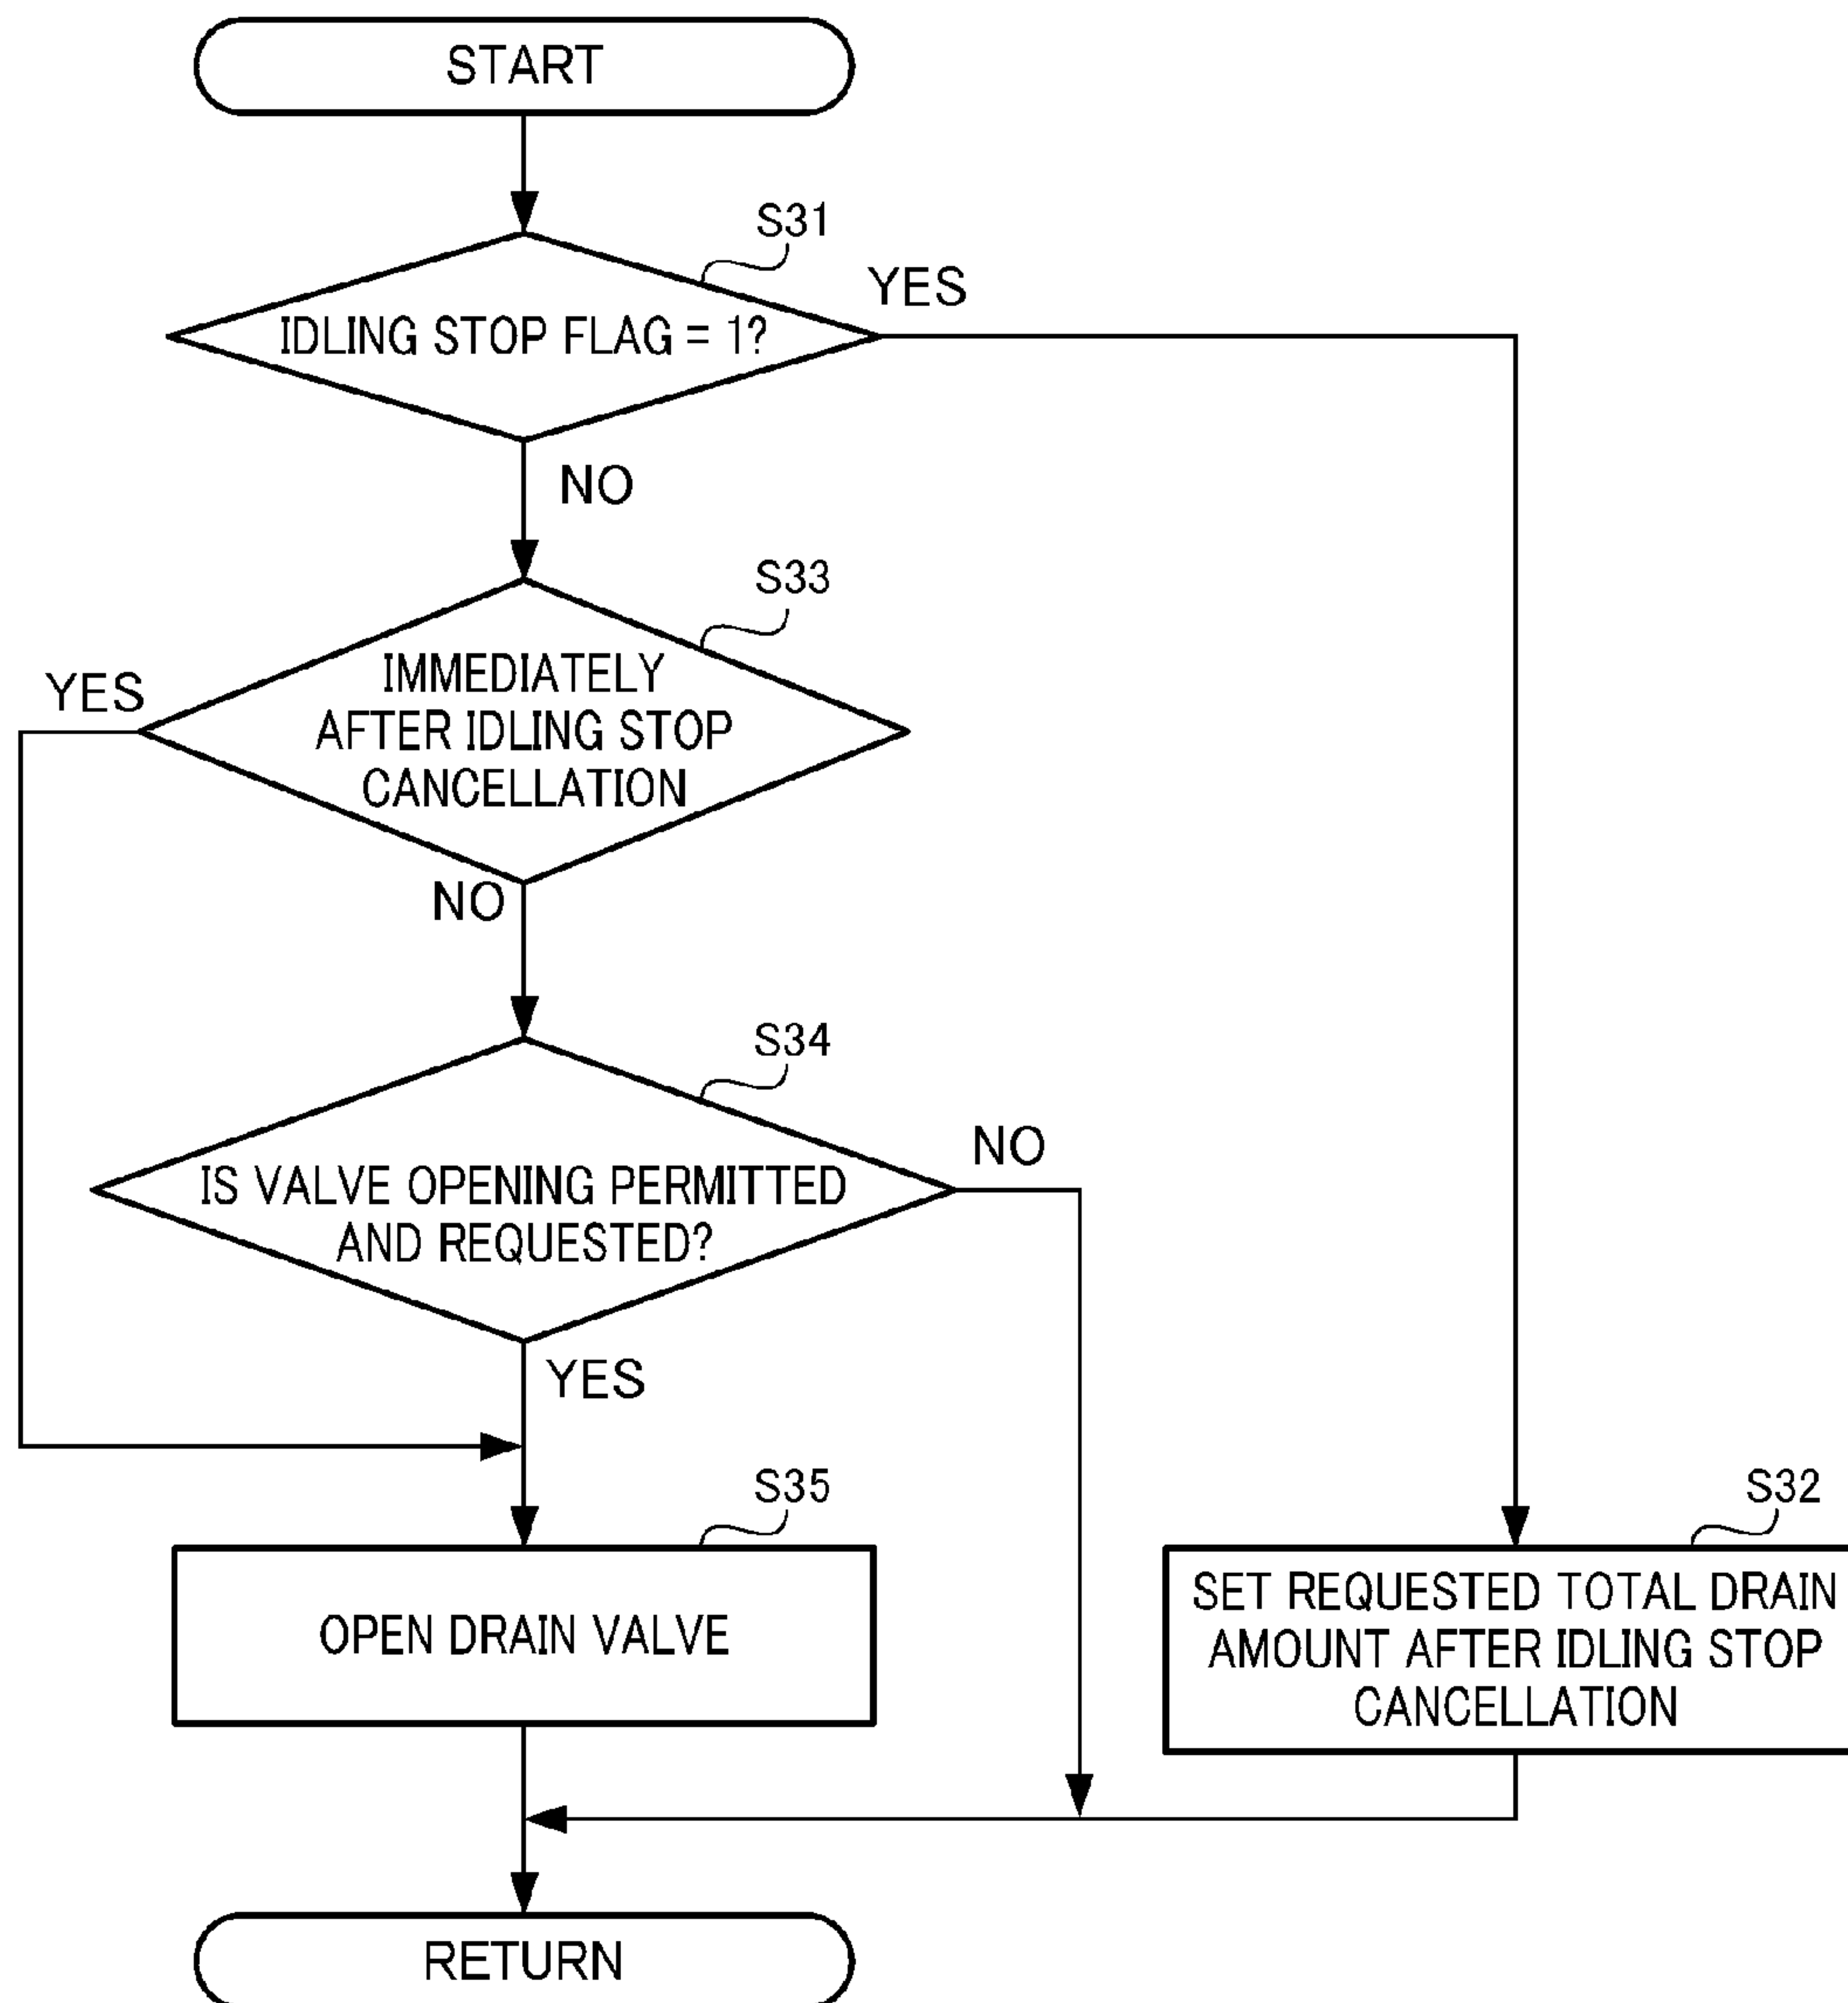 START
S31
YES
IDLING STOP FLAG = 1?
NO
S33
YES
IMMEDIATELY
AFTER IDLING STOP
CANCELLATION
NO
S34
NO
IS VALVE OPENING PERMITTED
AND REQUESTED?
YES
S35
OPEN DRAIN VALVE
S32
SET REQUESTED TOTAL DRAIN
AMOUNT AFTER IDLING STOP
CANCELLATION
RETURN